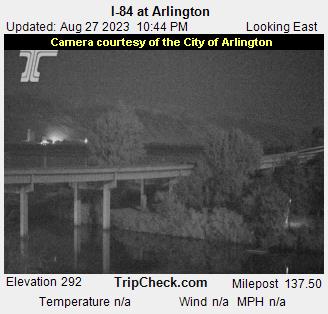 I-84 at Arlington
Updated: Aug 27 2023 10:44 PM Looking East
Camera courtesy of the City of Arlington
Elevation 292 TripCheck.com Milepost 137.50
Temperature n/a Wind n/a MPH n/a